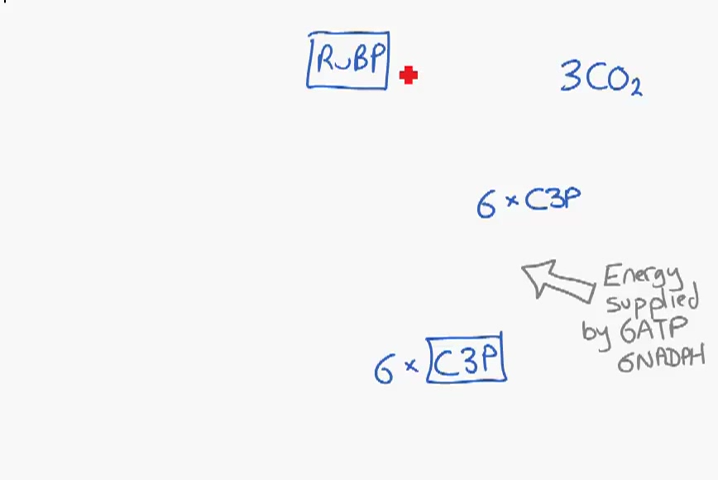 RuBP
3CO₂
6 × C3P
Energy
supplied
by 6ATP
6NADPH
6 × C3P